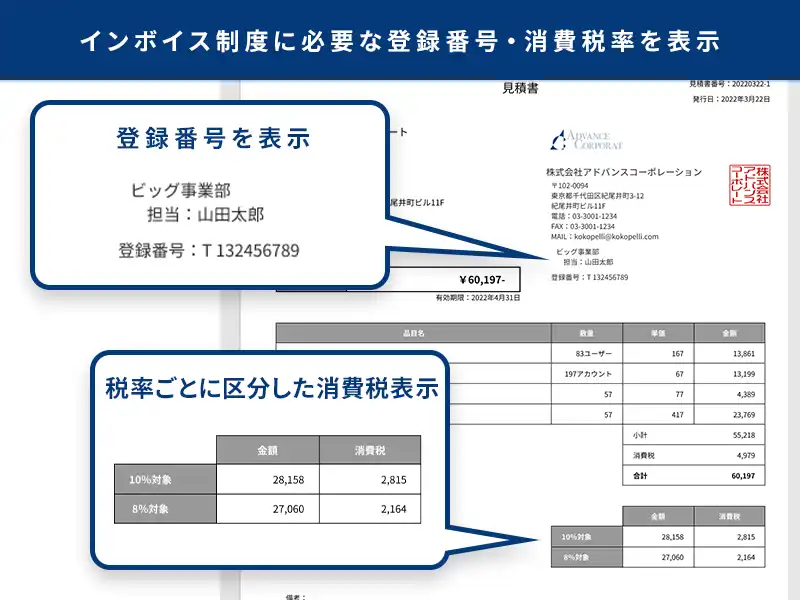 インボイス制度に必要な登録番号・消費税率を表示
見積書
見積書番号：20220322-1
発行日：2022年3月22日
登録番号を表示
ビッグ事業部
担当：山田太郎
登録番号：T 132456789
ート
尾井町ビル11F
ADVANCE
CORPORAT
株式会社アドバンスコーポレーション
〒102-0094
東京都千代田区紀尾井町3-12
紀尾井町ビル11F
電話：03-3001-1234
FAX：03-3001-1234
MAIL：kokopelli@kokopelli.com
ビッグ事業部
担当：山田太郎
登録番号：T 132456789
株式会社
アドバンス
コーポレート
￥60,197-
有効期限：2022年4月31日
品目名 数量 単価 金額
83ユーザー 167 13,861
197アカウント 67 13,199
57 77 4,389
57 417 23,769
小計 55,218
消費税 4,979
合計 60,197
税率ごとに区分した消費税表示
金額 消費税
10%対象 28,158 2,815
8%対象 27,060 2,164
金額 消費税
10%対象 28,158 2,815
8%対象 27,060 2,164
備考：